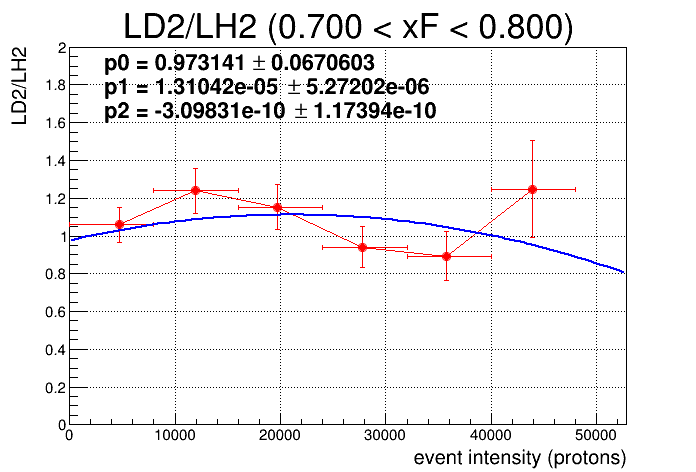 LD2/LH2 (0.700 < xF < 0.800)
LD2/LH2
p0 = 0.973141 ± 0.0670603
p1 = 1.31042e-05 ± 5.27202e-06
p2 = -3.09831e-10 ± 1.17394e-10
2
1.8
1.6
1.4
1.2
1
0.8
0.6
0.4
0.2
0
0 10000 20000 30000 40000 50000
event intensity (protons)